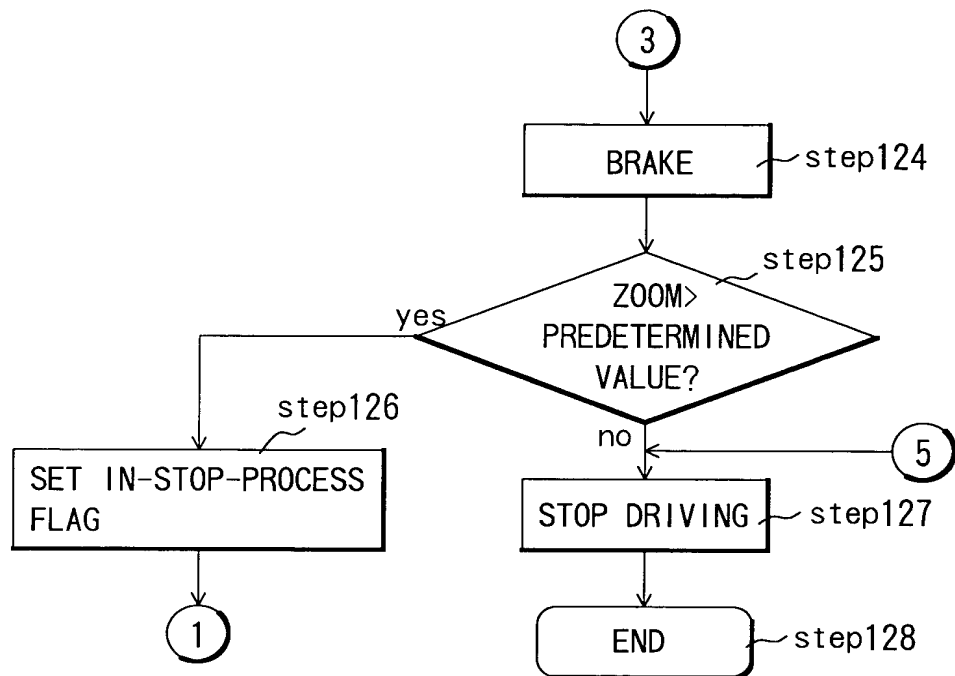 3
BRAKE
step124
step125
ZOOM>
PREDETERMINED
VALUE?
yes
step126
no
5
SET IN-STOP-PROCESS
FLAG
STOP DRIVING
step127
1
END
step128